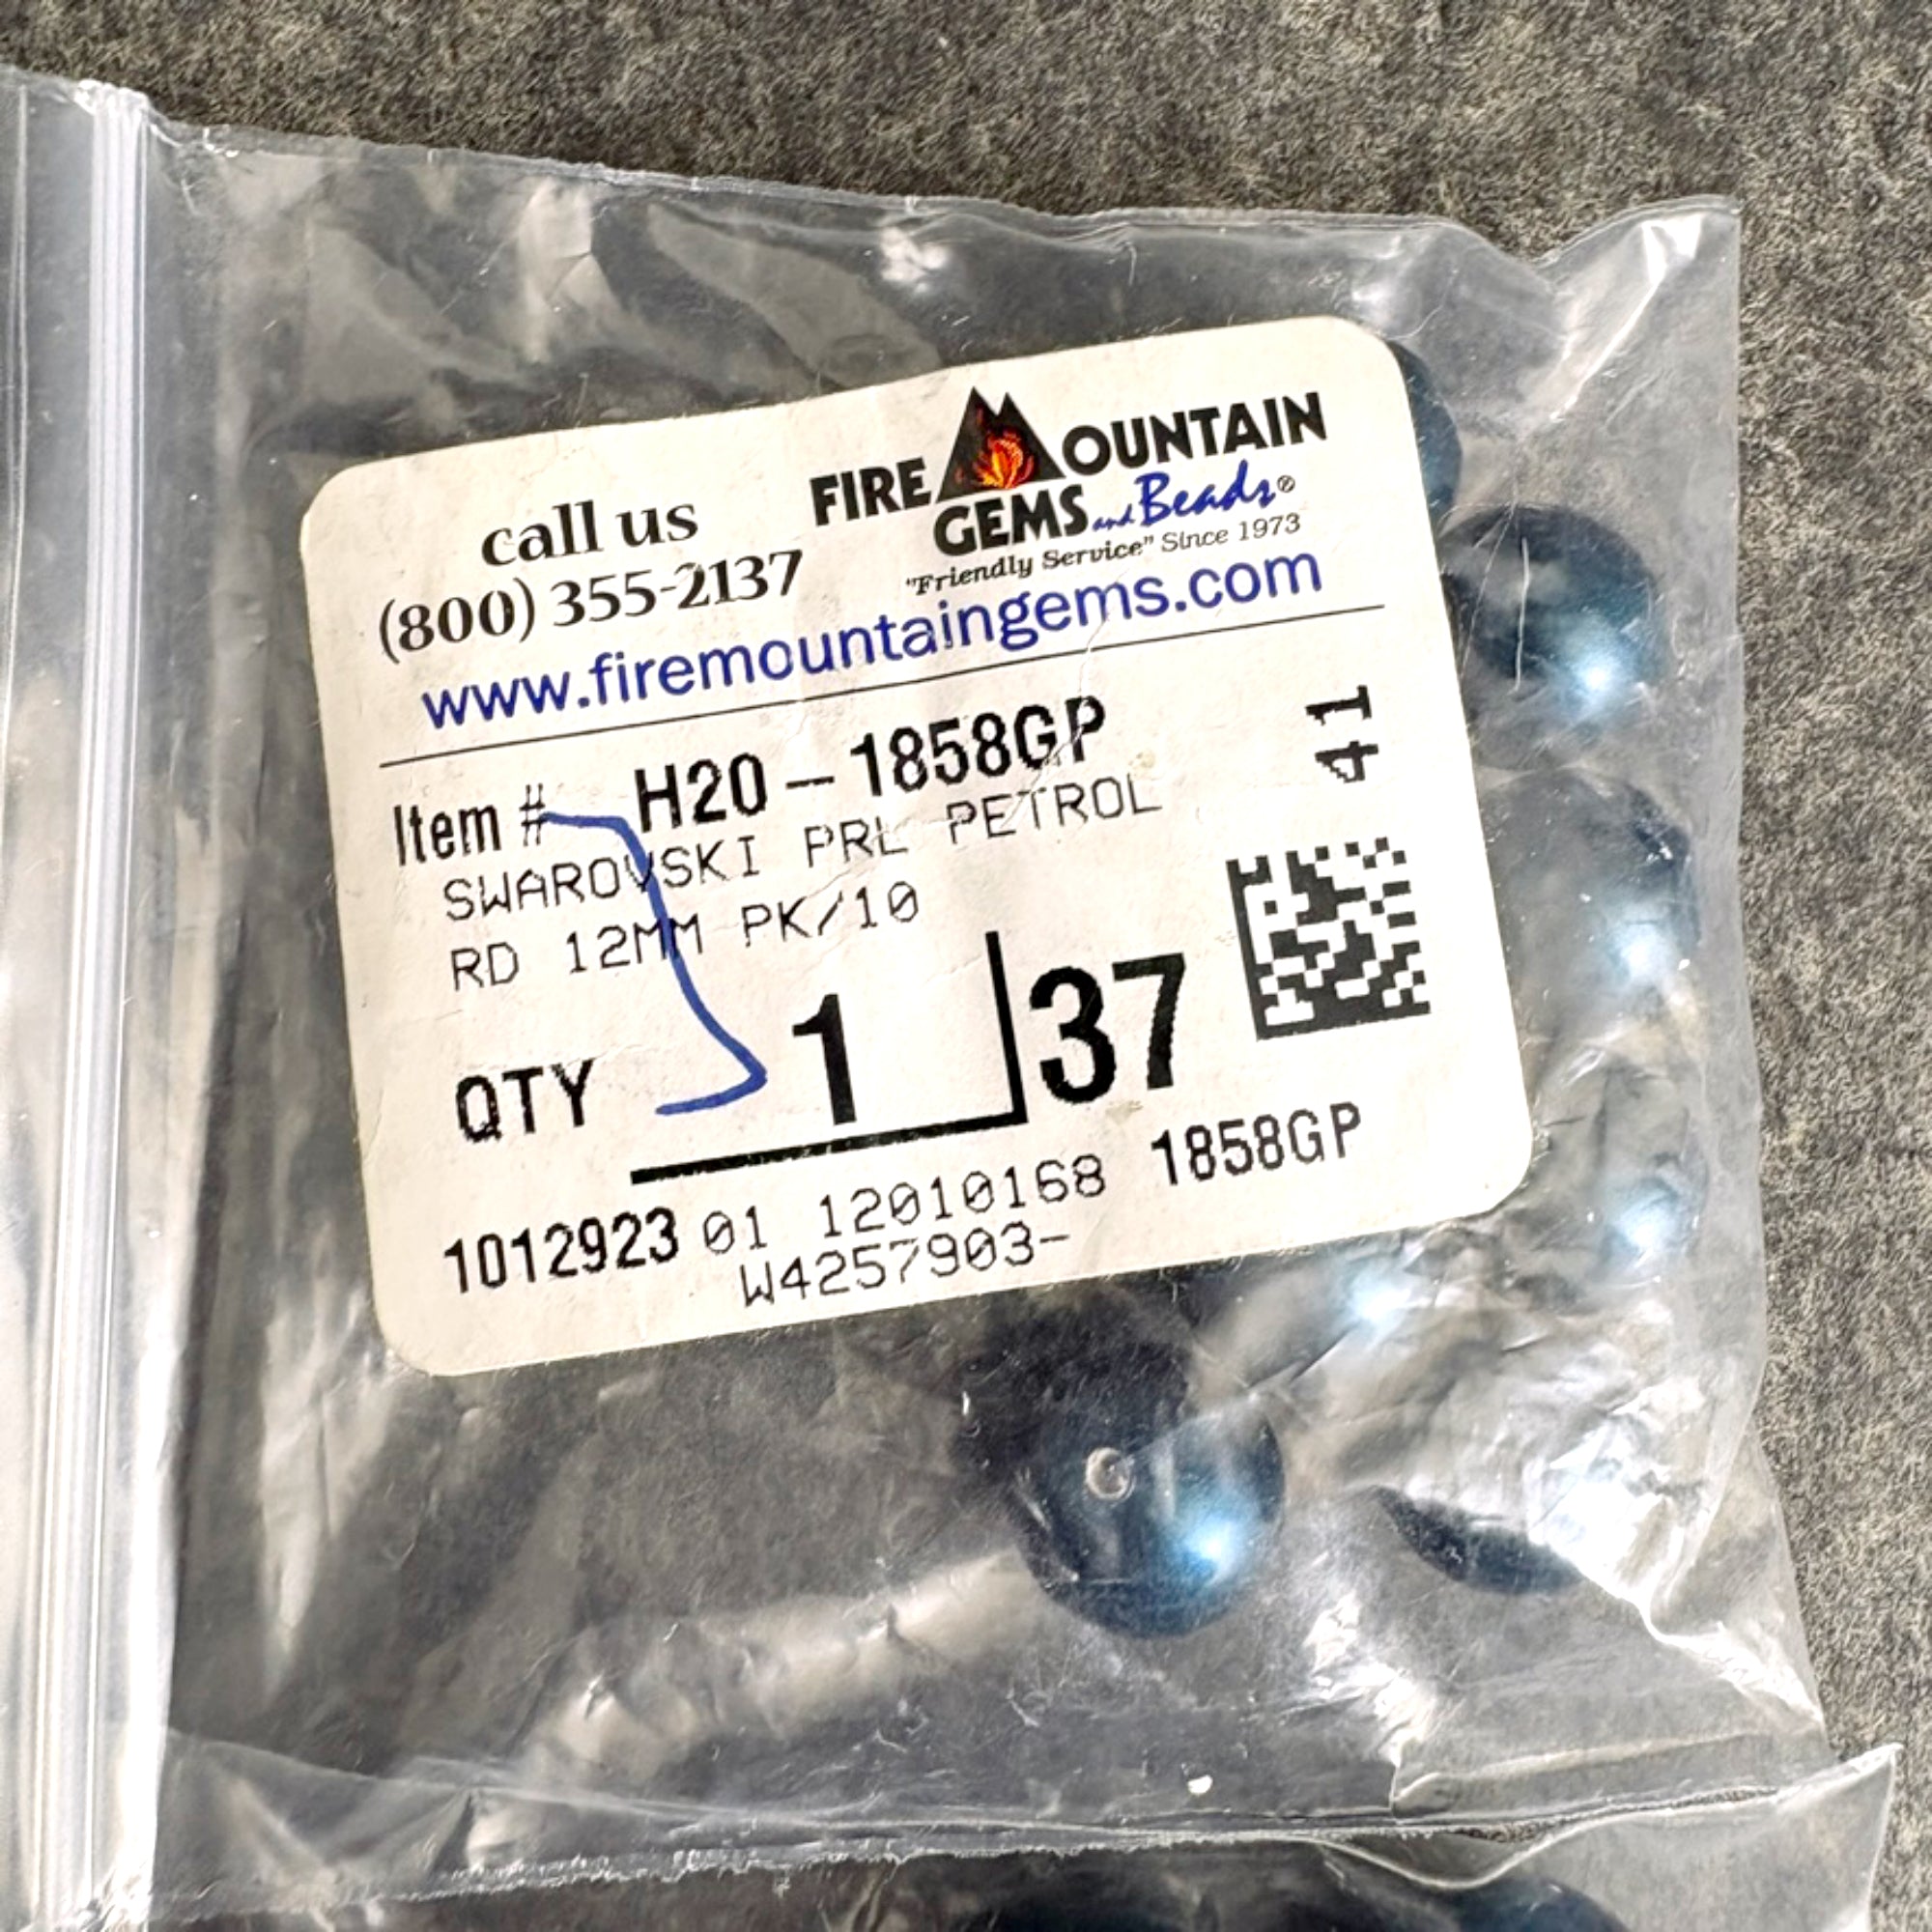 call us
(800) 355-2137
FIRE MOUNTAIN
GEMS and Beads®
"Friendly Service" Since 1973
www.firemountaingems.com
Item # H20-1858GP
41
SWAROVSKI PRL PETROL
RD 12MM PK/10
QTY 1 37
1012923 01 12010168 1858GP
W4257903-